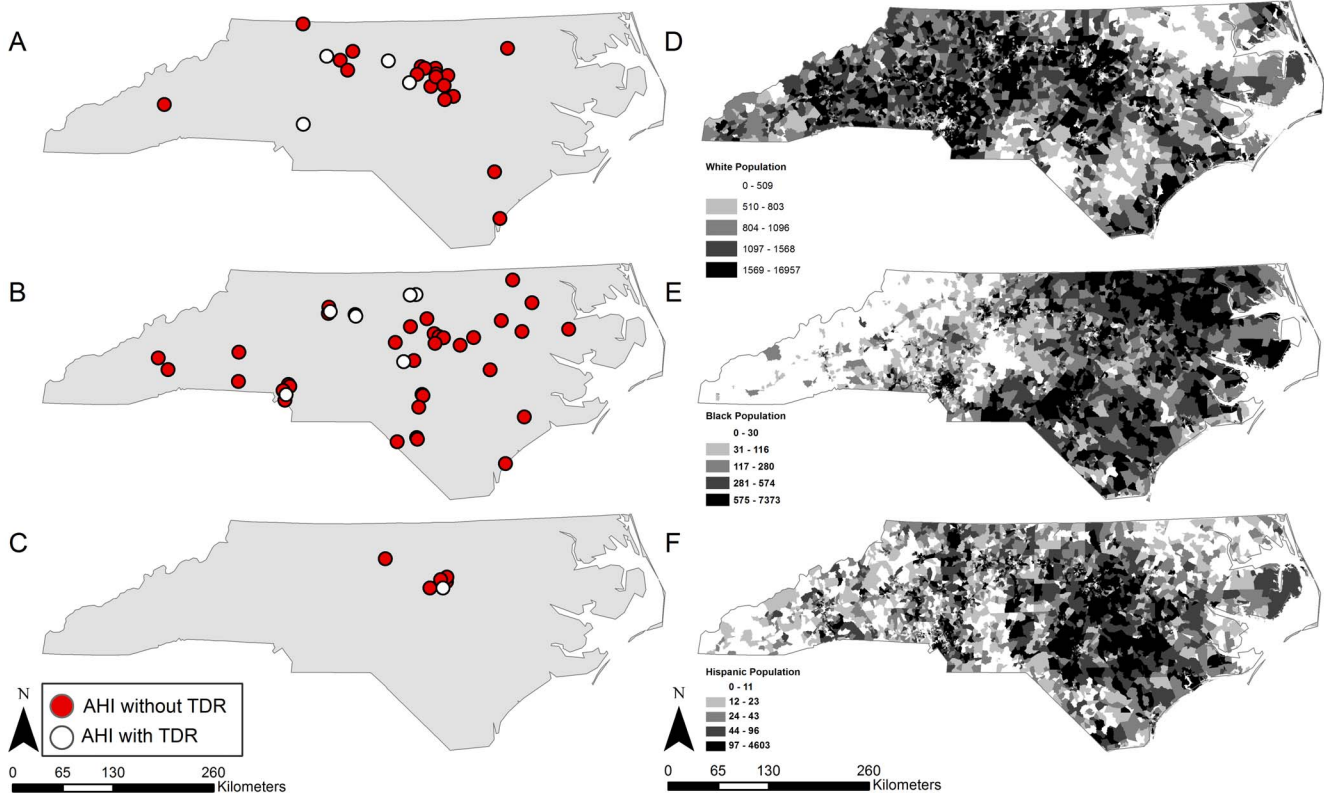 A
B
C
N
AHI without TDR
AHI with TDR
0 65 130 260
Kilometers
D
White Population
0 - 509
510 - 803
804 - 1096
1097 - 1568
1569 - 16957
E
Black Population
0 - 30
31 - 116
117 - 280
281 - 574
575 - 7373
F
Hispanic Population
0 - 11
12 - 23
24 - 43
44 - 96
97 - 4603
N
0 65 130 260
Kilometers